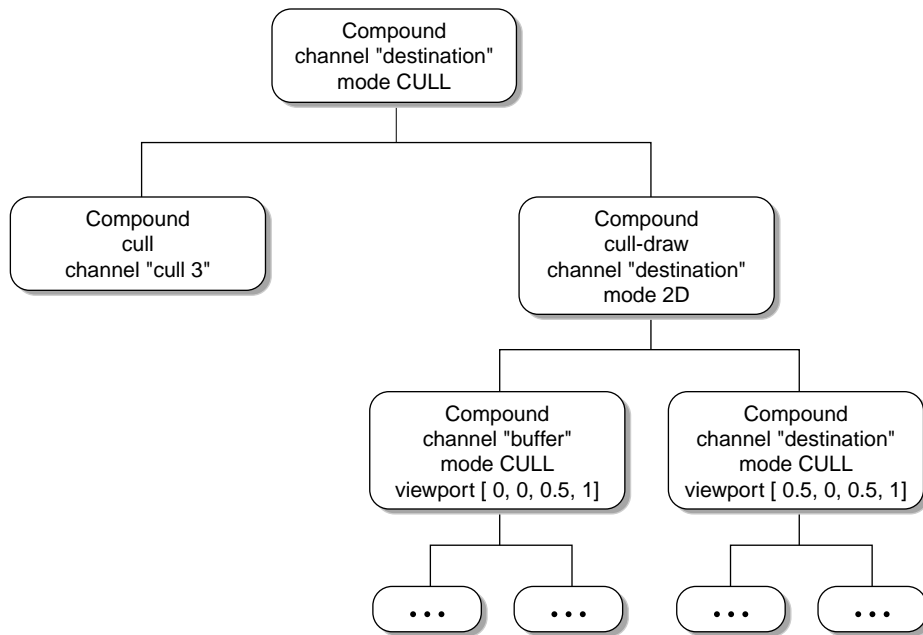 Compound
channel "destination"
mode CULL
Compound
cull
channel "cull 3"
Compound
cull-draw
channel "destination"
mode 2D
Compound
channel "buffer"
mode CULL
viewport [ 0, 0, 0.5, 1]
Compound
channel "destination"
mode CULL
viewport [ 0.5, 0, 0.5, 1]
...
...
...
...